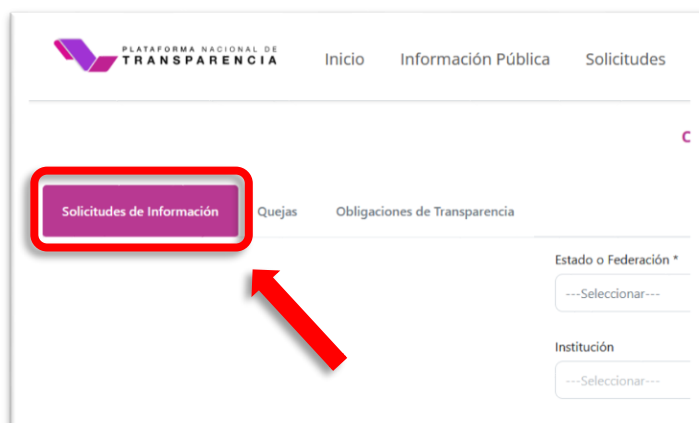 PLATAFORMA NACIONAL DE
TRANSPARENCIA
Inicio Información Pública Solicitudes
C
Solicitudes de Información Quejas Obligaciones de Transparencia
Estado o Federación *
---Seleccionar---
Institución
---Seleccionar---